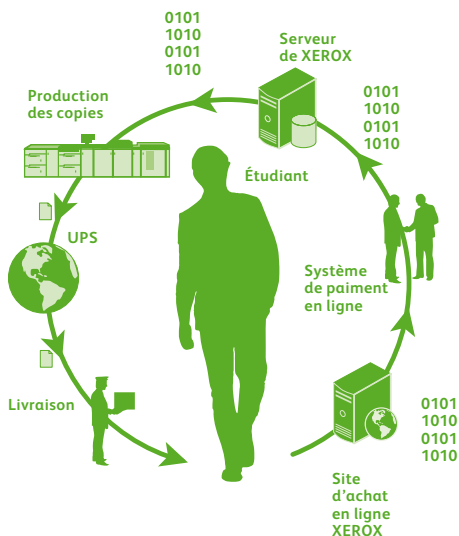 0101
1010
0101
1010
Serveur
de XEROX
0101
1010
0101
1010
Production
des copies
Étudiant
UPS
Système
de paiment
en ligne
Livraison
0101
1010
0101
1010
Site
d'achat
en ligne
XEROX